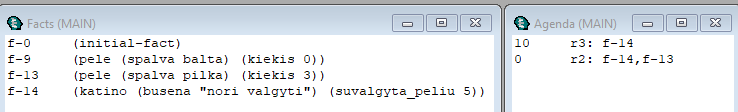 Facts (MAIN)
f-0 (initial-fact)
f-9 (pele (spalva balta) (kiekis 0))
f-13 (pele (spalva pilka) (kiekis 3))
f-14 (katino (busena "nori valgyti") (suvalgyta_peliu 5))
Agenda (MAIN)
10 r3: f-14
0 r2: f-14,f-13